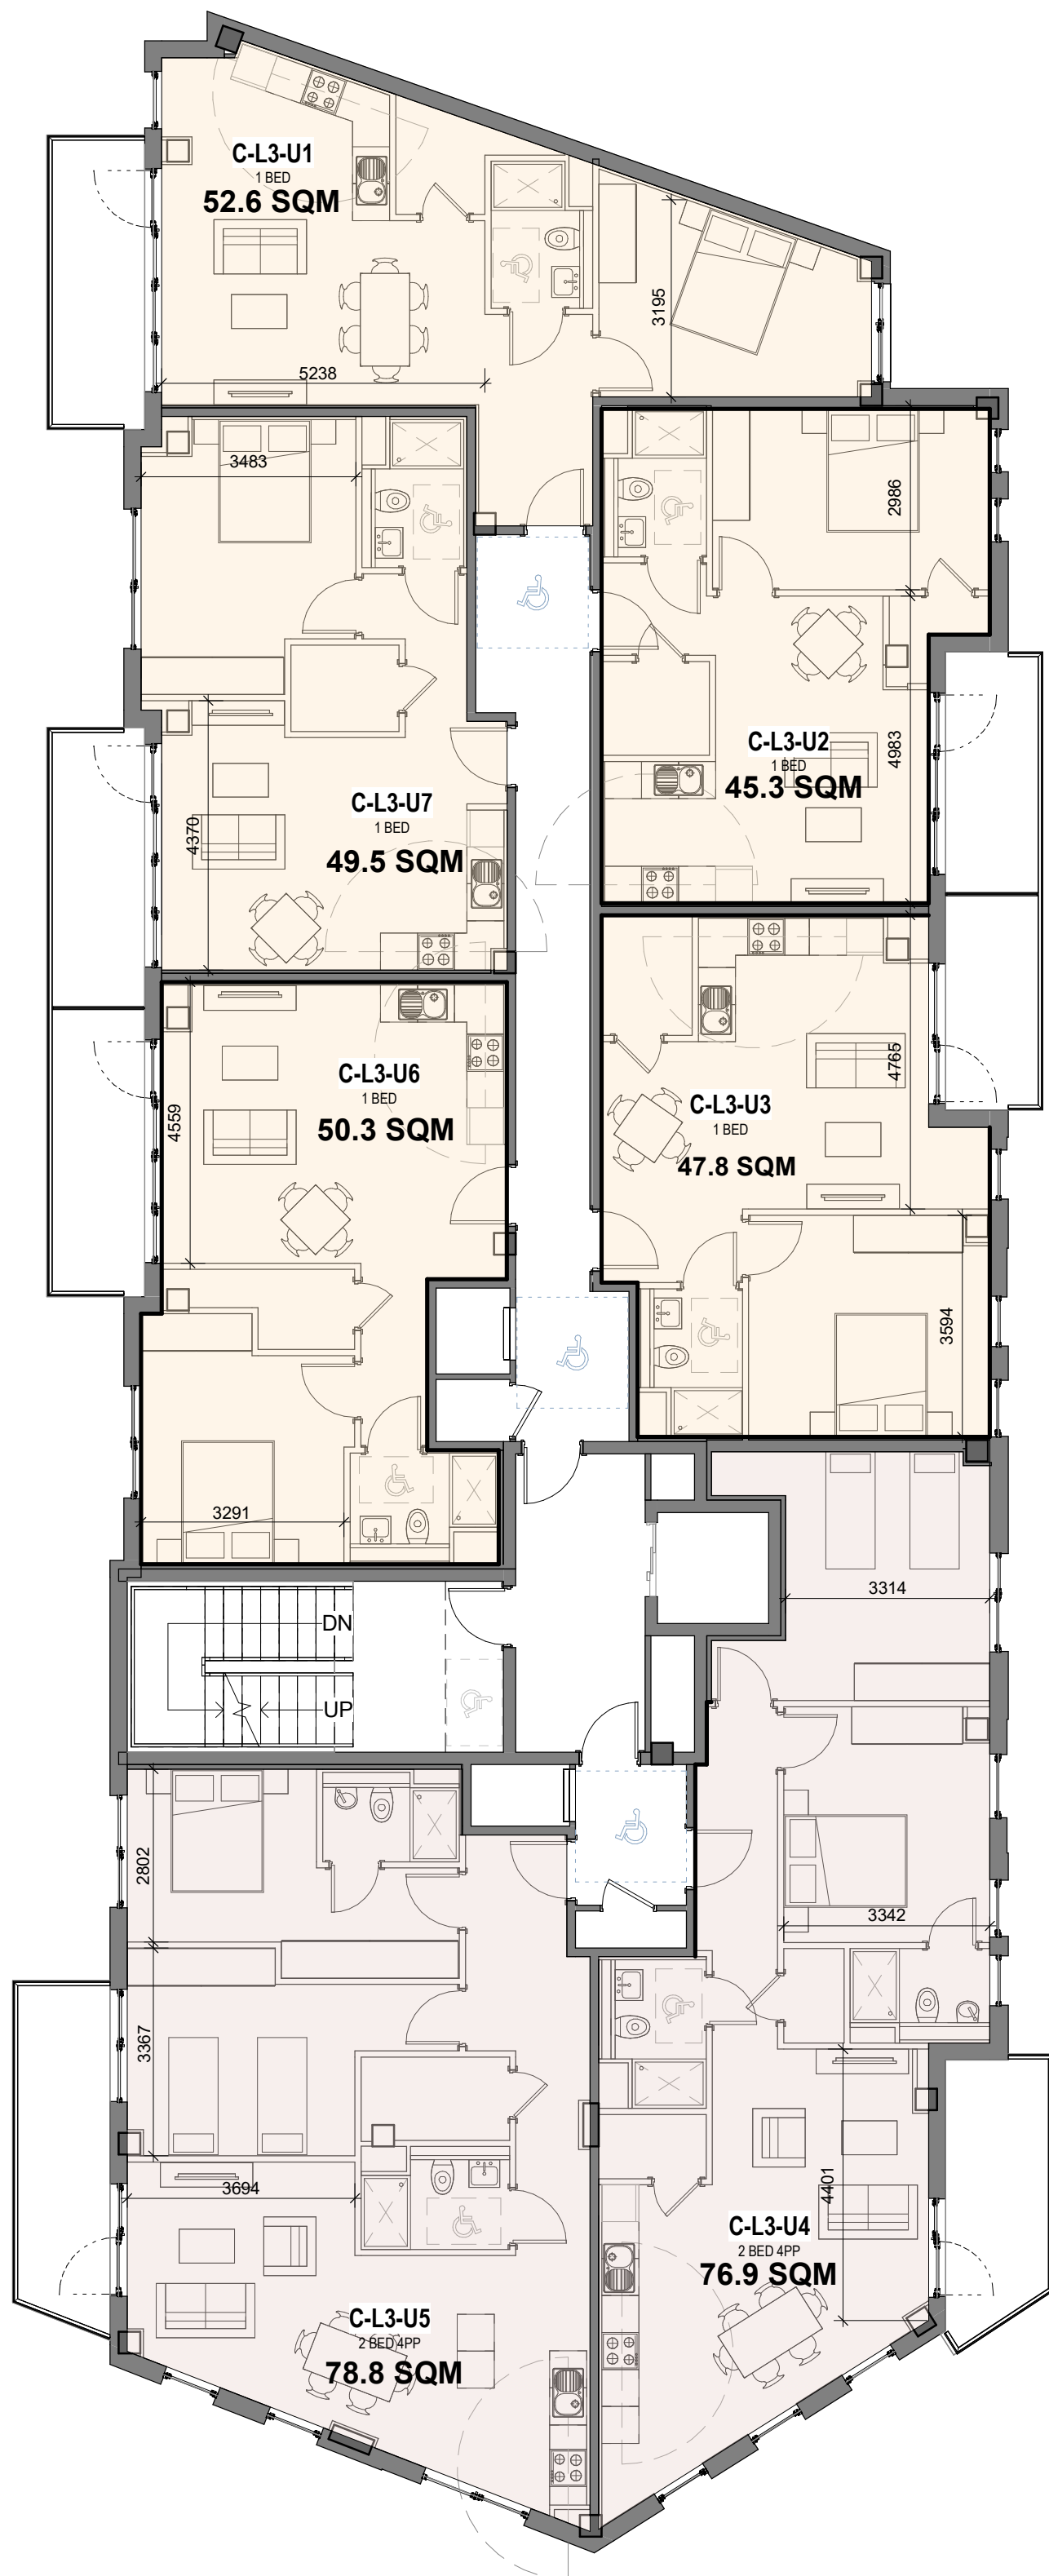 C-L3-U1
1 BED
52.6 SQM
3195
5238
3483
2986
C-L3-U2
1 BED
45.3 SQM
4983
C-L3-U7
1 BED
49.5 SQM
4370
4765
C-L3-U6
1 BED
50.3 SQM
4559
C-L3-U3
1 BED
47.8 SQM
3594
3291
3314
DN
UP
2802
3342
3367
3694
4401
C-L3-U4
2 BED 4PP
76.9 SQM
C-L3-U5
2 BED 4PP
78.8 SQM